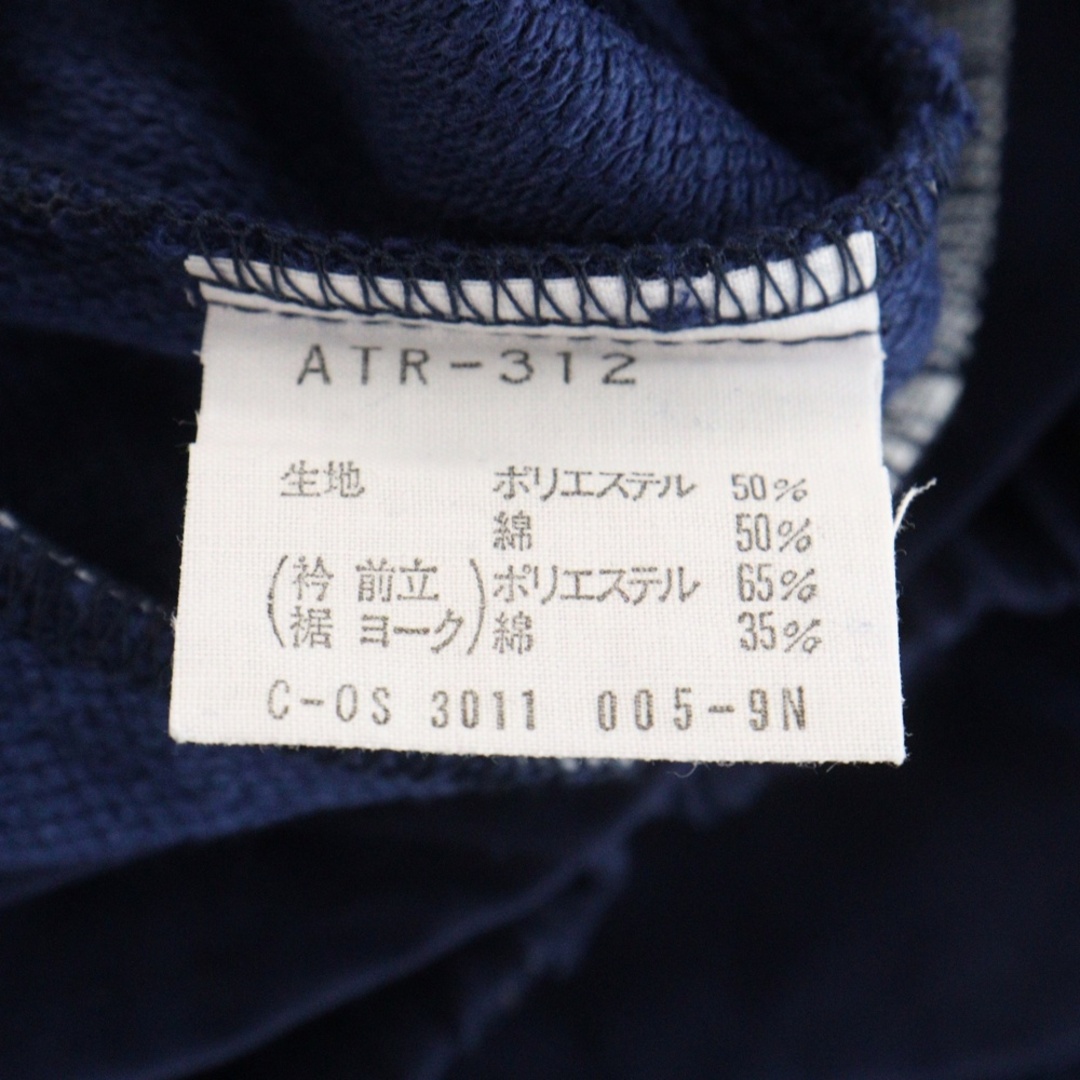 ATR-312
生地 ポリエステル 50%
綿 50%
(衿 前立)ポリエステル 65%
(裾 ヨーク)綿 35%
C-0S 3011 005-9N